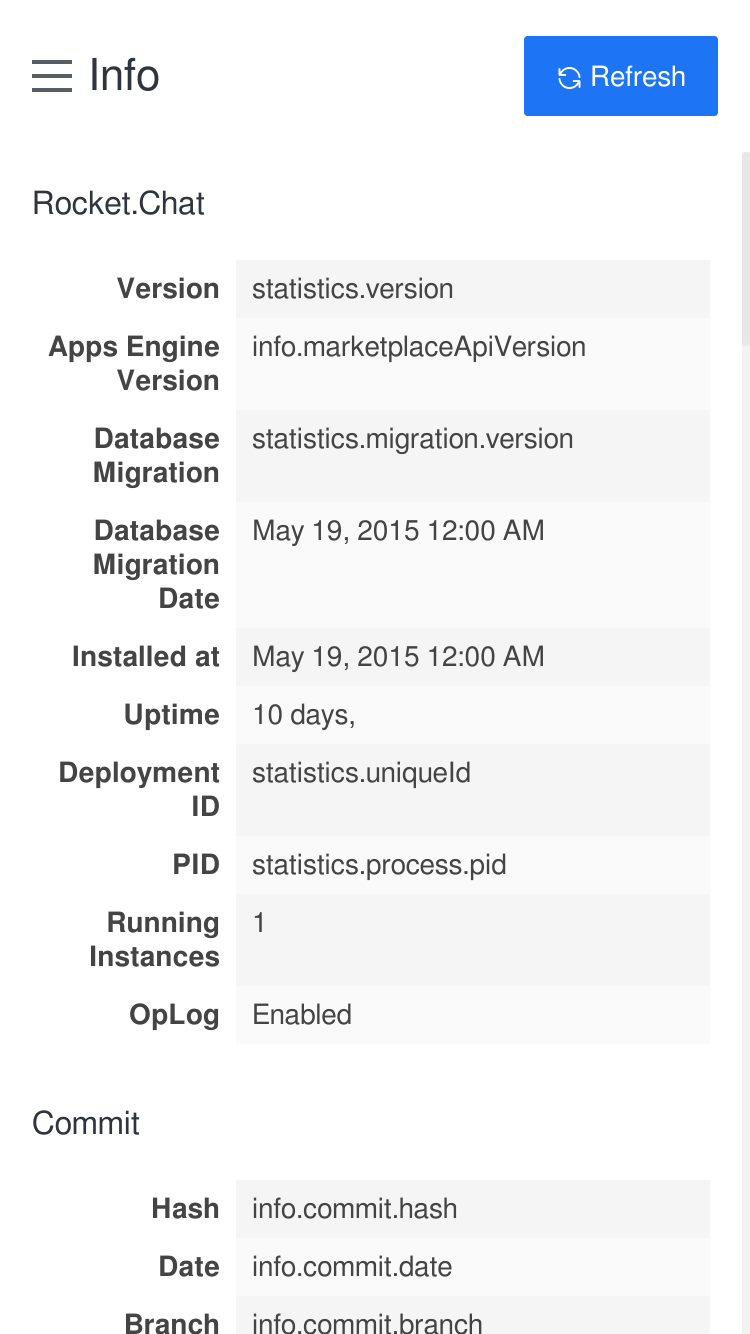 Info
Refresh
Rocket.Chat
Version statistics.version
Apps Engine info.marketplaceApiVersion
Version
Database statistics.migration.version
Migration
Database May 19, 2015 12:00 AM
Migration
Date
Installed at May 19, 2015 12:00 AM
Uptime 10 days,
Deployment statistics.uniqueId
ID
PID statistics.process.pid
Running 1
Instances
OpLog Enabled
Commit
Hash info.commit.hash
Date info.commit.date
Branch info.commit.branch